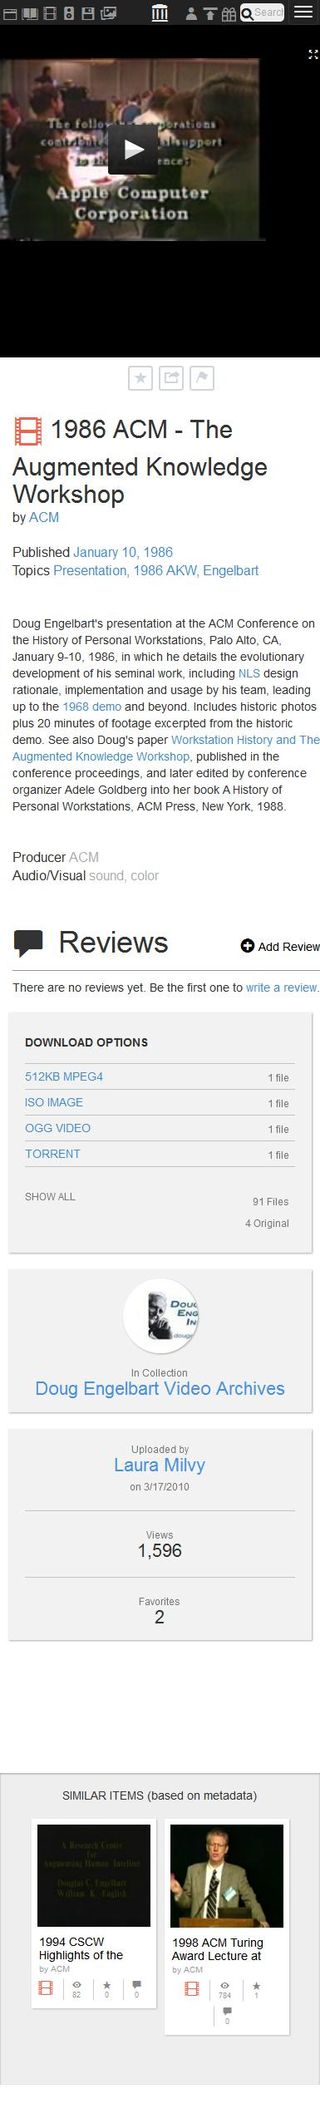 Search
The following corporations
contributed
support
Apple Computer
Corporation
1986 ACM - The
Augmented Knowledge
Workshop
by ACM
Published January 10, 1986
Topics Presentation, 1986 AKW, Engelbart
Doug Engelbart's presentation at the ACM Conference on
the History of Personal Workstations, Palo Alto, CA,
January 9-10, 1986, in which he details the evolutionary
development of his seminal work, including NLS design
rationale, implementation and usage by his team, leading
up to the 1968 demo and beyond. Includes historic photos
plus 20 minutes of footage excerpted from the historic
demo. See also Doug's paper Workstation History and The
Augmented Knowledge Workshop, published in the
conference proceedings, and later edited by conference
organizer Adele Goldberg into her book A History of
Personal Workstations, ACM Press, New York, 1988.
Producer ACM
Audio/Visual sound, color
Reviews
Add Review
There are no reviews yet. Be the first one to write a review.
DOWNLOAD OPTIONS
512KB MPEG4 1 file
ISO IMAGE 1 file
OGG VIDEO 1 file
TORRENT 1 file
SHOW ALL 91 Files
4 Original
In Collection
Doug Engelbart Video Archives
Uploaded by
Laura Milvy
on 3/17/2010
Views
1,596
Favorites
2
SIMILAR ITEMS (based on metadata)
A Research Center
for
Augmenting Human Intellect
Douglas C. Engelbart
William K. English
1994 CSCW
Highlights of the
by ACM
82 0 0
1998 ACM Turing
Award Lecture at
by ACM
784 1
0